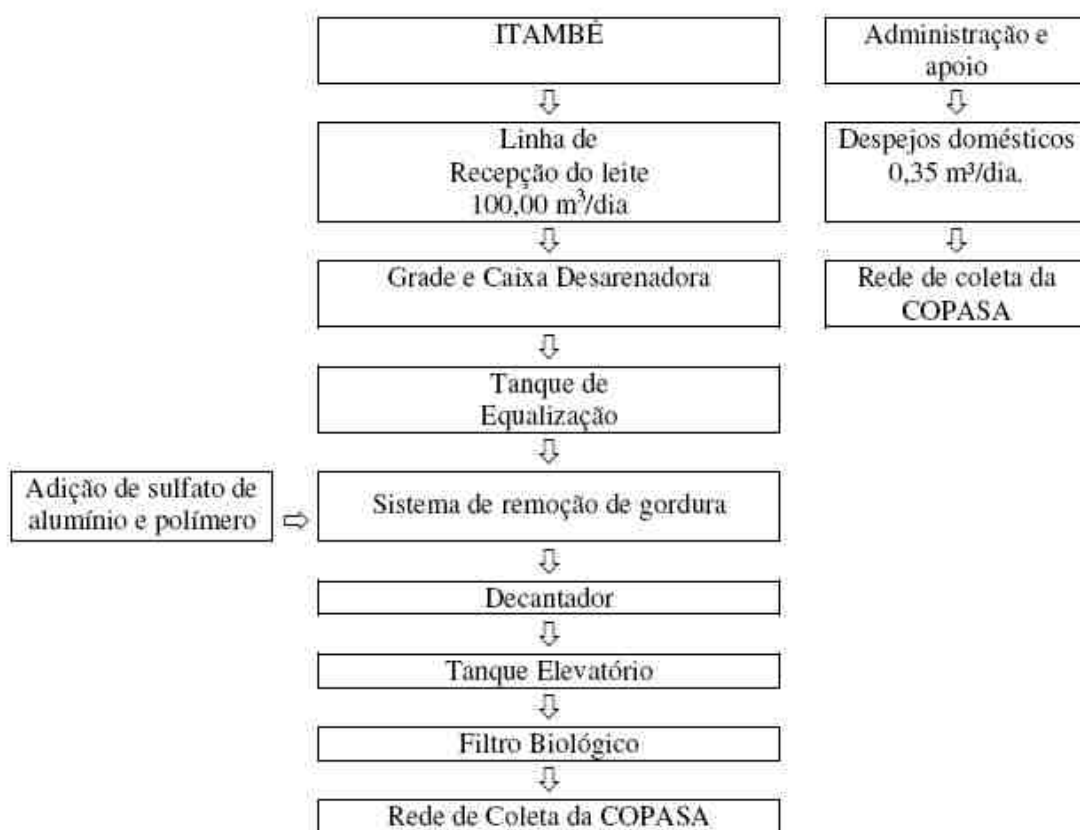 ITAMBÉ
Linha de
Recepção do leite
100,00 m³/dia
Grade e Caixa Desarenadora
Tanque de
Equalização
Adição de sulfato de
alumínio e polímero
Sistema de remoção de gordura
Decantador
Tanque Elevatório
Filtro Biológico
Rede de Coleta da COPASA
Administração e
apoio
Despejos domésticos
0,35 m³/dia.
Rede de coleta da
COPASA